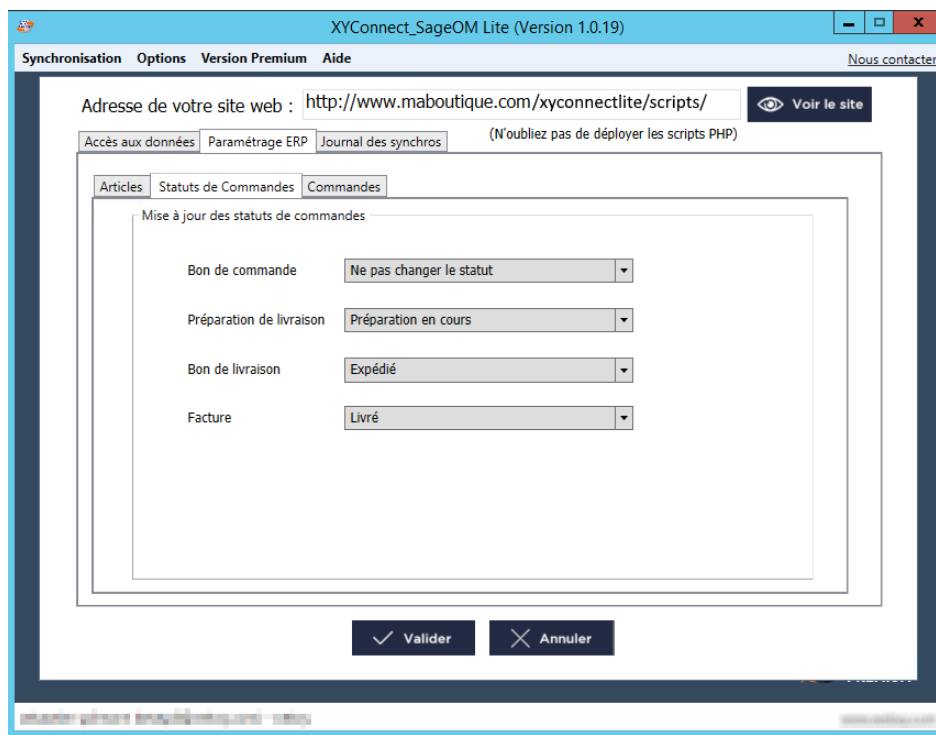 XYConnect_SageOM Lite (Version 1.0.19)
Synchronisation Options Version Premium Aide Nous contacter
Adresse de votre site web : http://www.maboutique.com/xyconnectlite/scripts/ Voir le site
(N'oubliez pas de déployer les scripts PHP)
Accès aux données Paramétrage ERP Journal des synchros
Articles Statuts de Commandes Commandes
Mise à jour des statuts de commandes
Bon de commande Ne pas changer le statut
Préparation de livraison Préparation en cours
Bon de livraison Expédié
Facture Livré
Valider Annuler